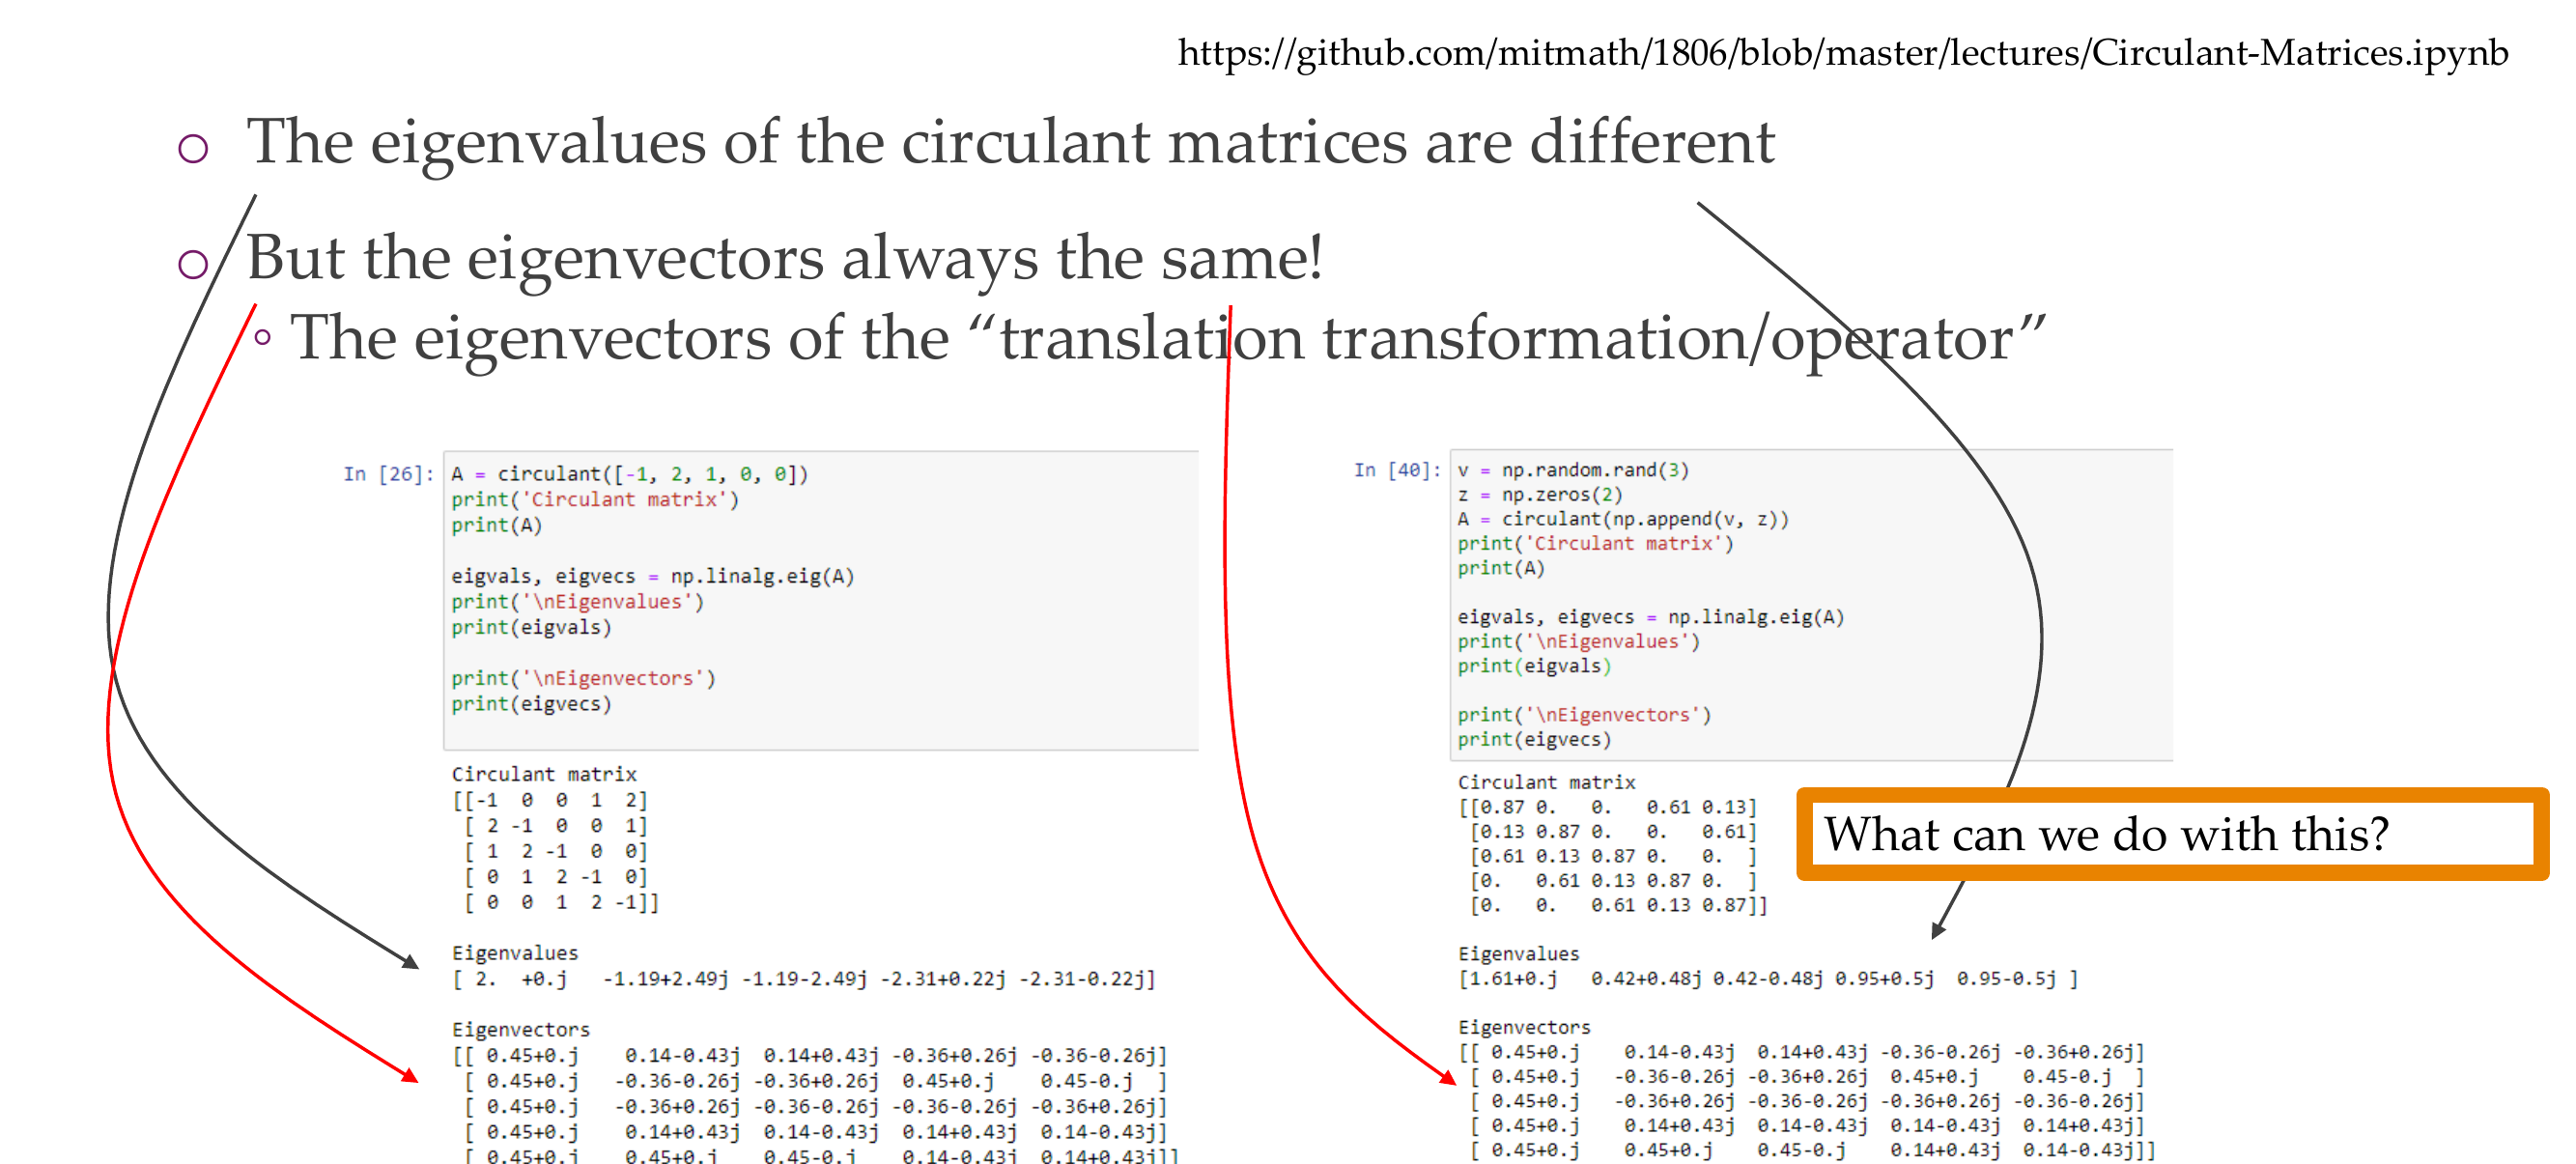 https://github.com/mitmath/1806/blob/master/lectures/Circulant-Matrices.ipynb
The eigenvalues of the circulant matrices are different
But the eigenvectors always the same!
The eigenvectors of the “translation transformation/operator”
In [26]: A = circulant([-1, 2, 1, 0, 0])
print('Circulant matrix')
print(A)
eigvals, eigvecs = np.linalg.eig(A)
print('\nEigenvalues')
print(eigvals)
print('\nEigenvectors')
print(eigvecs)
Circulant matrix
[[-1 0 0 1 2]
[ 2 -1 0 0 1]
[ 1 2 -1 0 0]
[ 0 1 2 -1 0]
[ 0 0 1 2 -1]]
Eigenvalues
[ 2. +0.j -1.19+2.49j -1.19-2.49j -2.31+0.22j -2.31-0.22j]
Eigenvectors
[[ 0.45+0.j 0.14-0.43j 0.14+0.43j -0.36+0.26j -0.36-0.26j]
[ 0.45+0.j -0.36-0.26j -0.36+0.26j 0.45+0.j 0.45-0.j ]
[ 0.45+0.j -0.36+0.26j -0.36-0.26j -0.36-0.26j -0.36+0.26j]
[ 0.45+0.j 0.14+0.43j 0.14-0.43j 0.14+0.43j 0.14-0.43j]
[ 0.45+0.j 0.45+0.j 0.45-0.j 0.14-0.43j 0.14+0.43j]]
In [40]: v = np.random.rand(3)
z = np.zeros(2)
A = circulant(np.append(v, z))
print('Circulant matrix')
print(A)
eigvals, eigvecs = np.linalg.eig(A)
print('\nEigenvalues')
print(eigvals)
print('\nEigenvectors')
print(eigvecs)
Circulant matrix
[[0.87 0. 0. 0.61 0.13]
[0.13 0.87 0. 0. 0.61]
[0.61 0.13 0.87 0. 0. ]
[0. 0.61 0.13 0.87 0. ]
[0. 0. 0.61 0.13 0.87]]
What can we do with this?
Eigenvalues
[1.61+0.j 0.42+0.48j 0.42-0.48j 0.95+0.5j 0.95-0.5j ]
Eigenvectors
[[ 0.45+0.j 0.14-0.43j 0.14+0.43j -0.36-0.26j -0.36+0.26j]
[ 0.45+0.j -0.36-0.26j -0.36+0.26j 0.45+0.j 0.45-0.j ]
[ 0.45+0.j -0.36+0.26j -0.36-0.26j -0.36+0.26j -0.36-0.26j]
[ 0.45+0.j 0.14+0.43j 0.14-0.43j 0.14-0.43j 0.14+0.43j]
[ 0.45+0.j 0.45+0.j 0.45-0.j 0.14+0.43j 0.14-0.43j]]